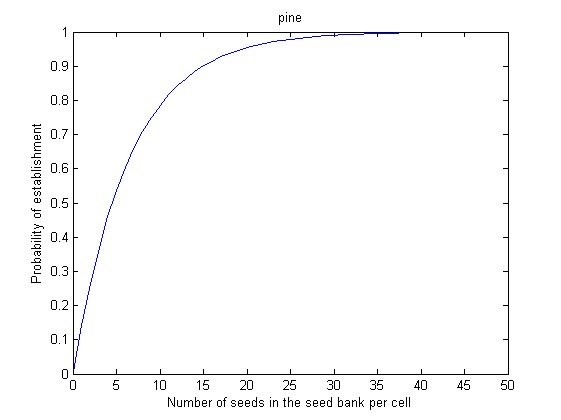 pine
1
0.9
0.8
0.7
0.6
0.5
0.4
0.3
0.2
0.1
0
Probability of establishment
0 5 10 15 20 25 30 35 40 45 50
Number of seeds in the seed bank per cell